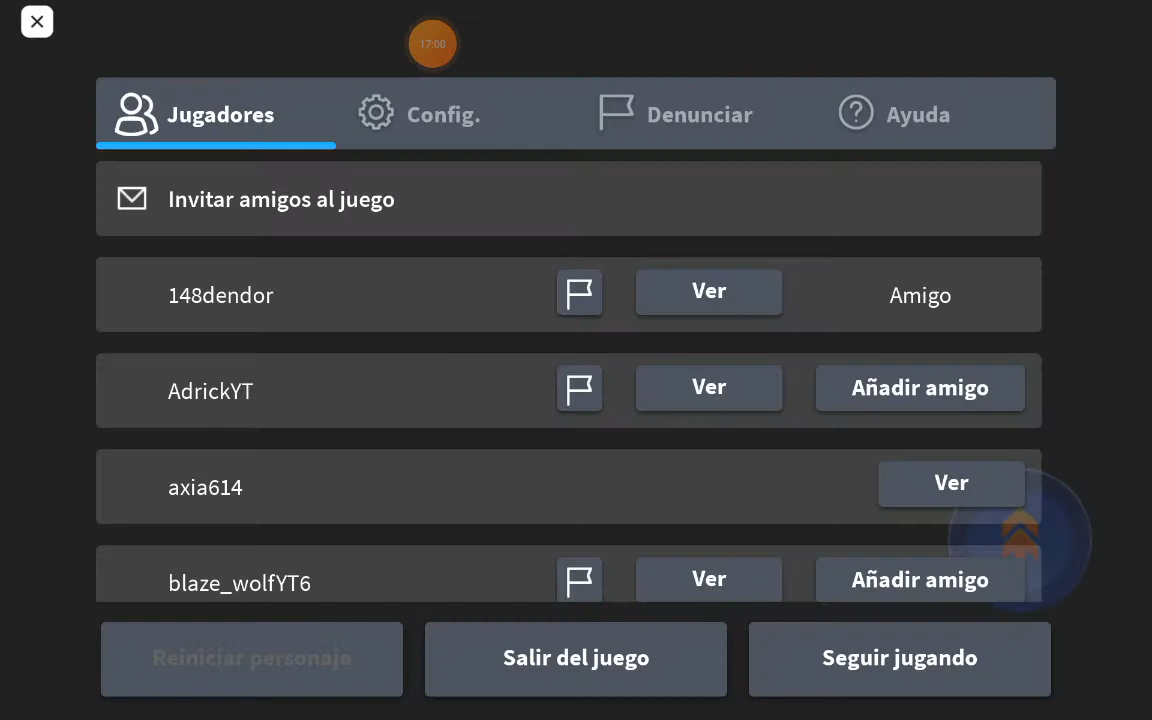 17:00
Jugadores
Config.
Denunciar
Ayuda
Invitar amigos al juego
148dendor Ver Amigo
AdrickYT Ver Añadir amigo
axia614 Ver
blaze_wolfYT6 Ver Añadir amigo
Reiniciar personaje
Salir del juego
Seguir jugando